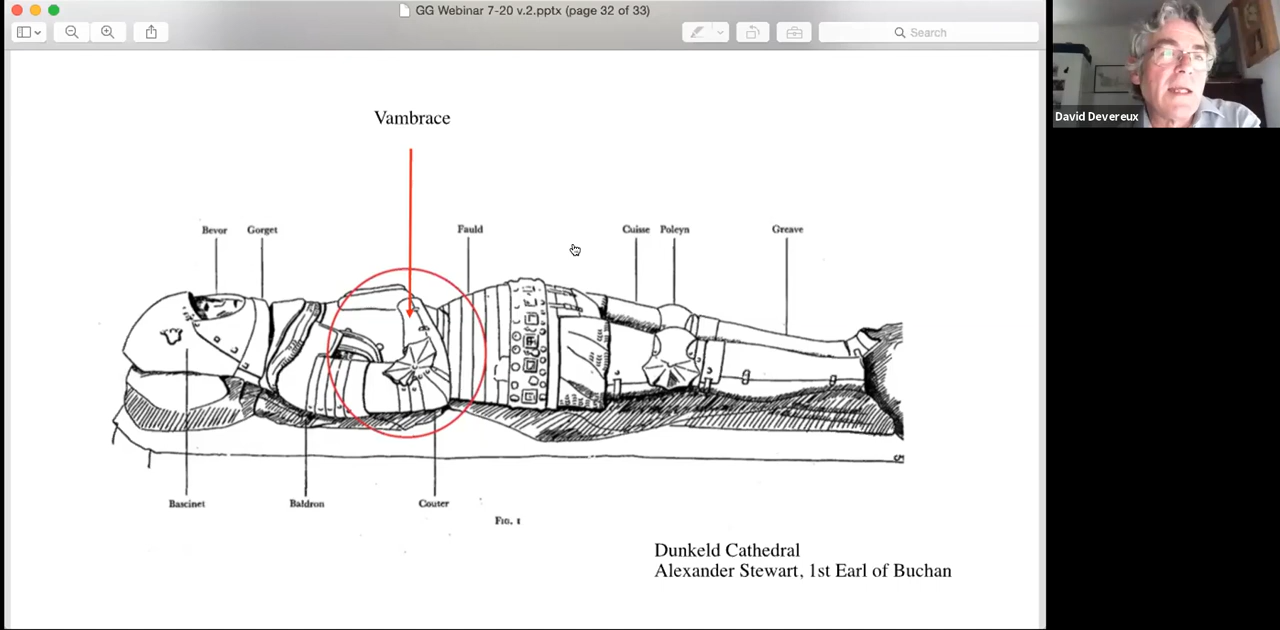 GG Webinar 7-20 v.2.pptx (page 32 of 33)
Search
David Devereux
Vambrace
Bevor Gorget Fauld Cuisse Poleyn Greave
Bascinet Baldron Couter
FIG. 1
Dunkeld Cathedral
Alexander Stewart, 1st Earl of Buchan